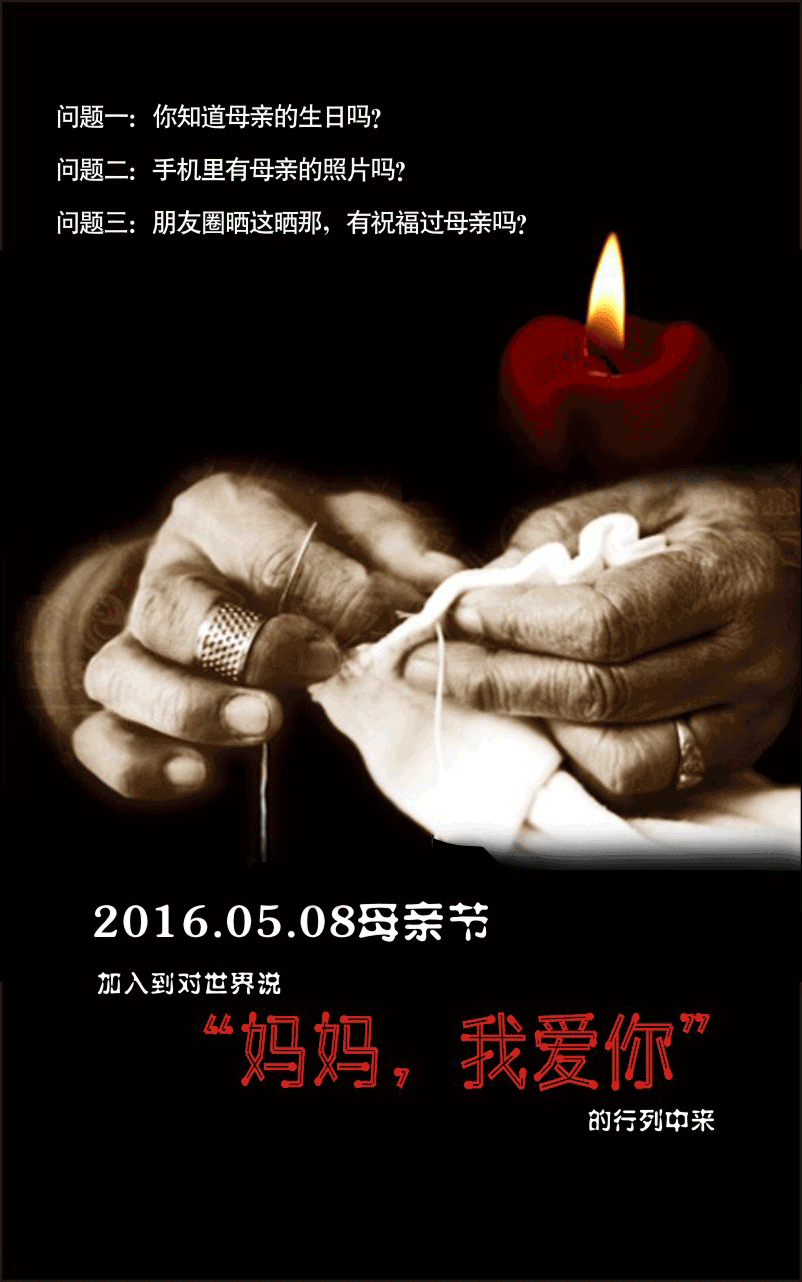 问题一：你知道母亲的生日吗？
问题二：手机里有母亲的照片吗？
问题三：朋友圈晒这晒那，有祝福过母亲吗？
2016.05.08母亲节
加入到对世界说
“妈妈，我爱你”
的行列中来